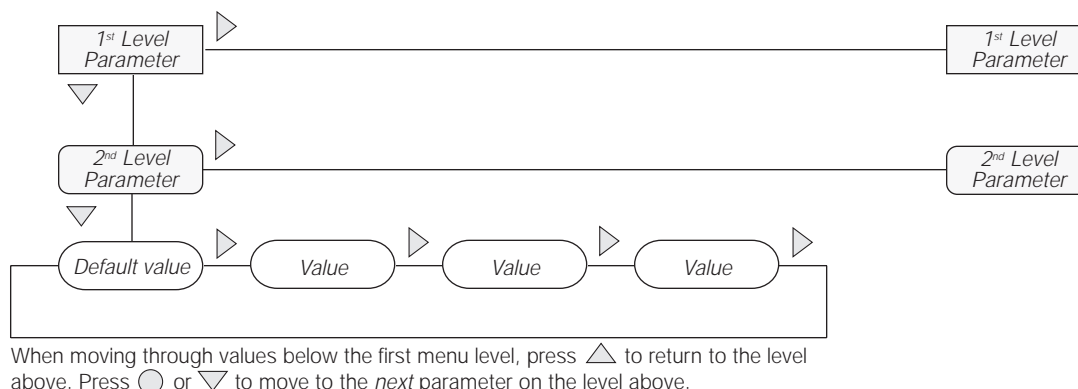 1st Level
Parameter
1st Level
Parameter
2nd Level
Parameter
2nd Level
Parameter
Default value
Value
Value
Value
When moving through values below the first menu level, press to return to the level
above. Press or to move to the next parameter on the level above.